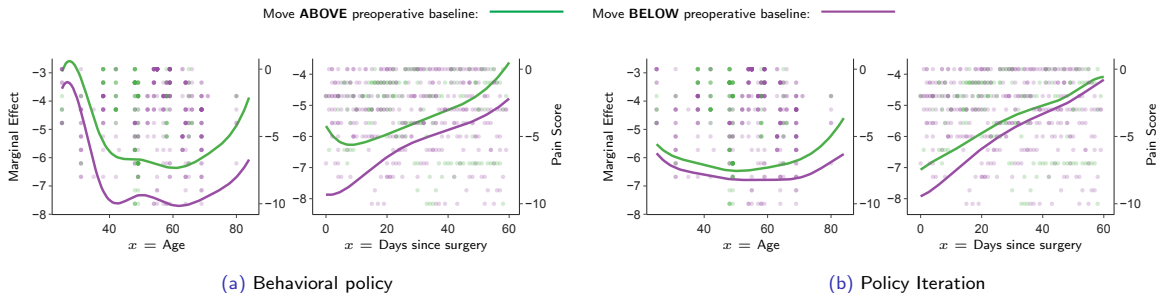 Move ABOVE preoperative baseline: Move BELOW preoperative baseline:
−3 −4 −5 −6 −7 −8
Marginal Effect
40 60 80
x = Age
0 −5 −10
−4 −5 −6 −7 −8
0 20 40 60
x = Days since surgery
0 −5 −10
Pain Score
(a) Behavioral policy
−3 −4 −5 −6 −7 −8
Marginal Effect
40 60 80
x = Age
0 −5 −10
−4 −5 −6 −7 −8
0 20 40 60
x = Days since surgery
0 −5 −10
Pain Score
(b) Policy Iteration